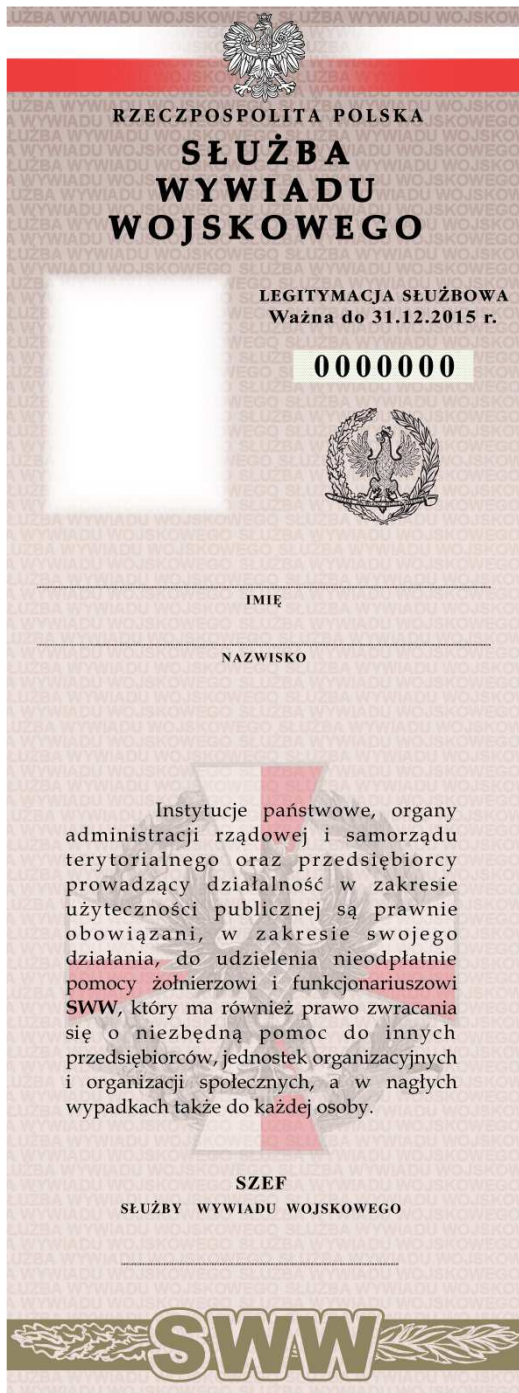 RZECZPOSPOLITA POLSKA
SŁUŻBA
WYWIADU
WOJSKOWEGO
LEGITYMACJA SŁUŻBOWA
Ważna do 31.12.2015 r.
0000000
IMIĘ
NAZWISKO
Instytucje państwowe, organy
administracji rządowej i samorządu
terytorialnego oraz przedsiębiorcy
prowadzący działalność w zakresie
użyteczności publicznej są prawnie
obowiązani, w zakresie swojego
działania, do udzielenia nieodpłatnie
pomocy żołnierzowi i funkcjonariuszowi
SWW, który ma również prawo zwracania
się o niezbędną pomoc do innych
przedsiębiorców, jednostek organizacyjnych
i organizacji społecznych, a w nagłych
wypadkach także do każdej osoby.
SZEF
SŁUŻBY WYWIADU WOJSKOWEGO
SWW